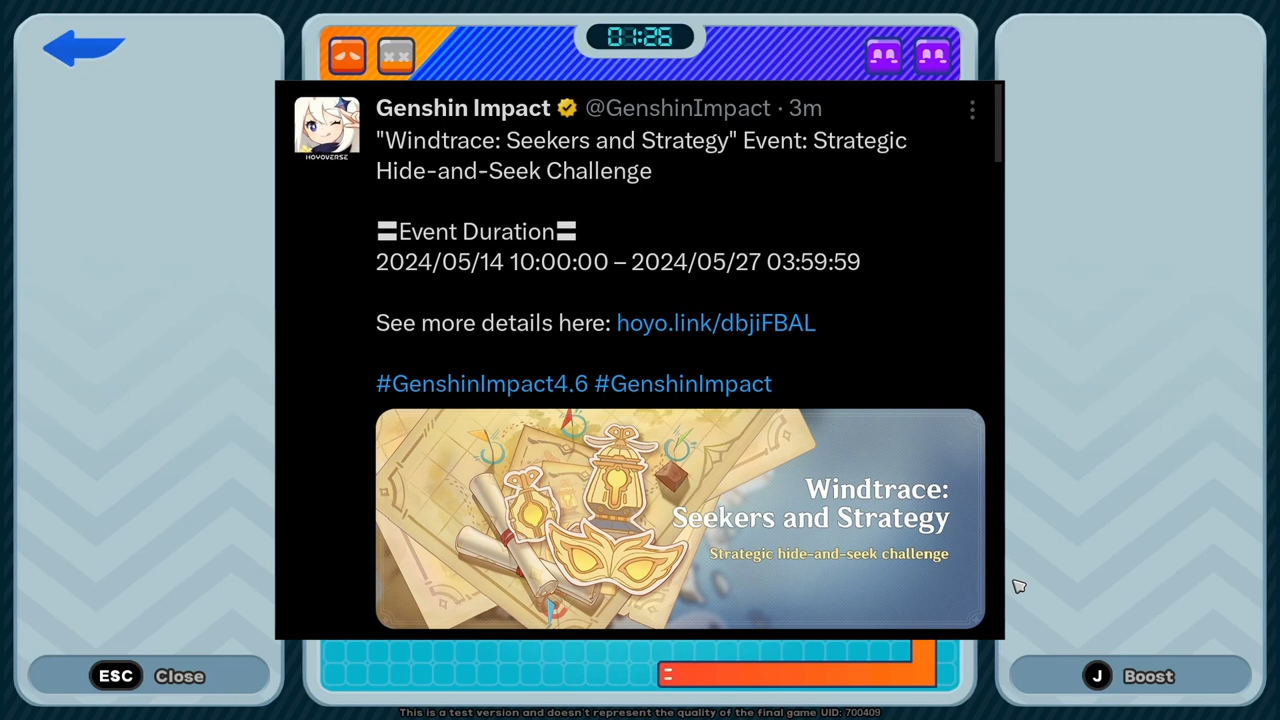 01:26
Genshin Impact @GenshinImpact · 3m
"Windtrace: Seekers and Strategy" Event: Strategic
Hide-and-Seek Challenge
〓Event Duration〓
2024/05/14 10:00:00 – 2024/05/27 03:59:59
See more details here: hoyo.link/dbjiFBAL
#GenshinImpact4.6 #GenshinImpact
HOYOVERSE
Windtrace:
Seekers and Strategy
Strategic hide-and-seek challenge
ESC Close
J Boost
This is a test version and doesn't represent the quality of the final game UID: 700409